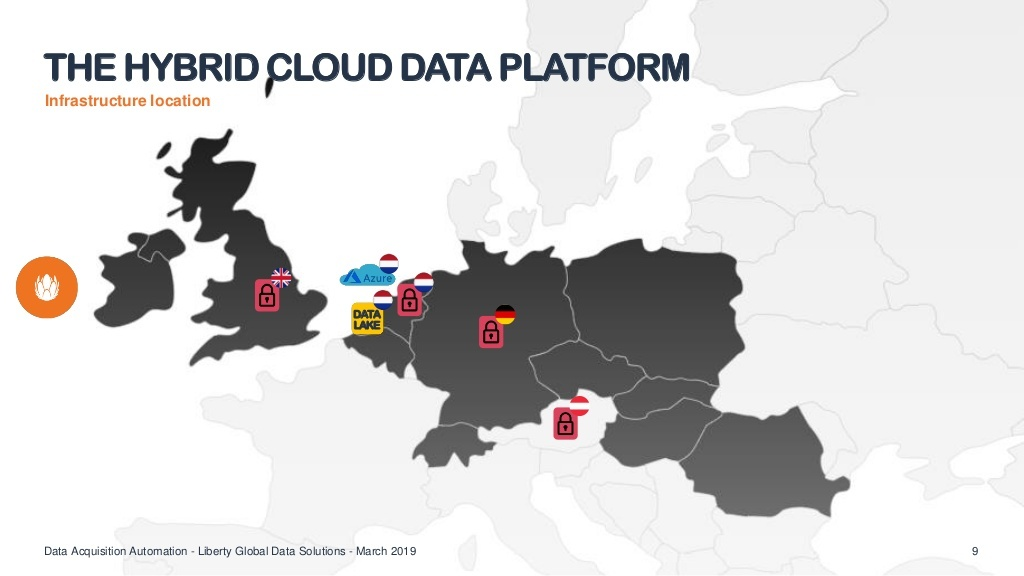 THE HYBRID CLOUD DATA PLATFORM
Infrastructure location
Azure
DATA
LAKE
Data Acquisition Automation - Liberty Global Data Solutions - March 2019
9